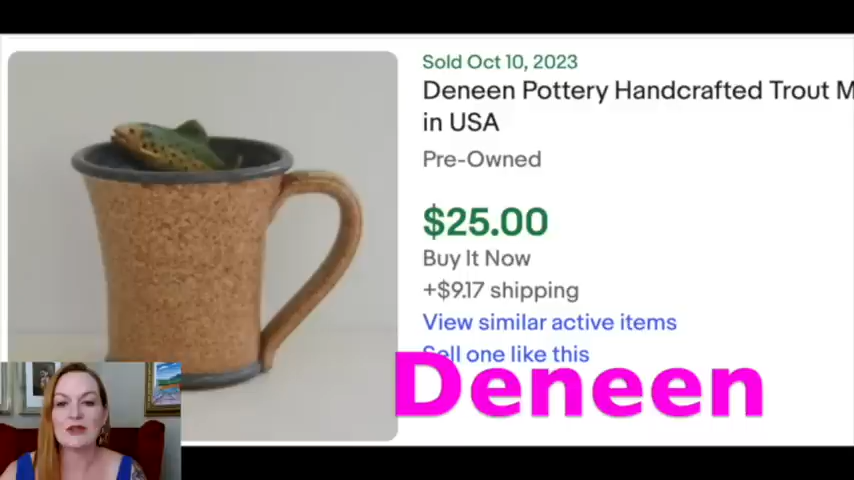 Sold Oct 10, 2023
Deneen Pottery Handcrafted Trout M
in USA
Pre-Owned
$25.00
Buy It Now
+$9.17 shipping
View similar active items
Sell one like this
Deneen